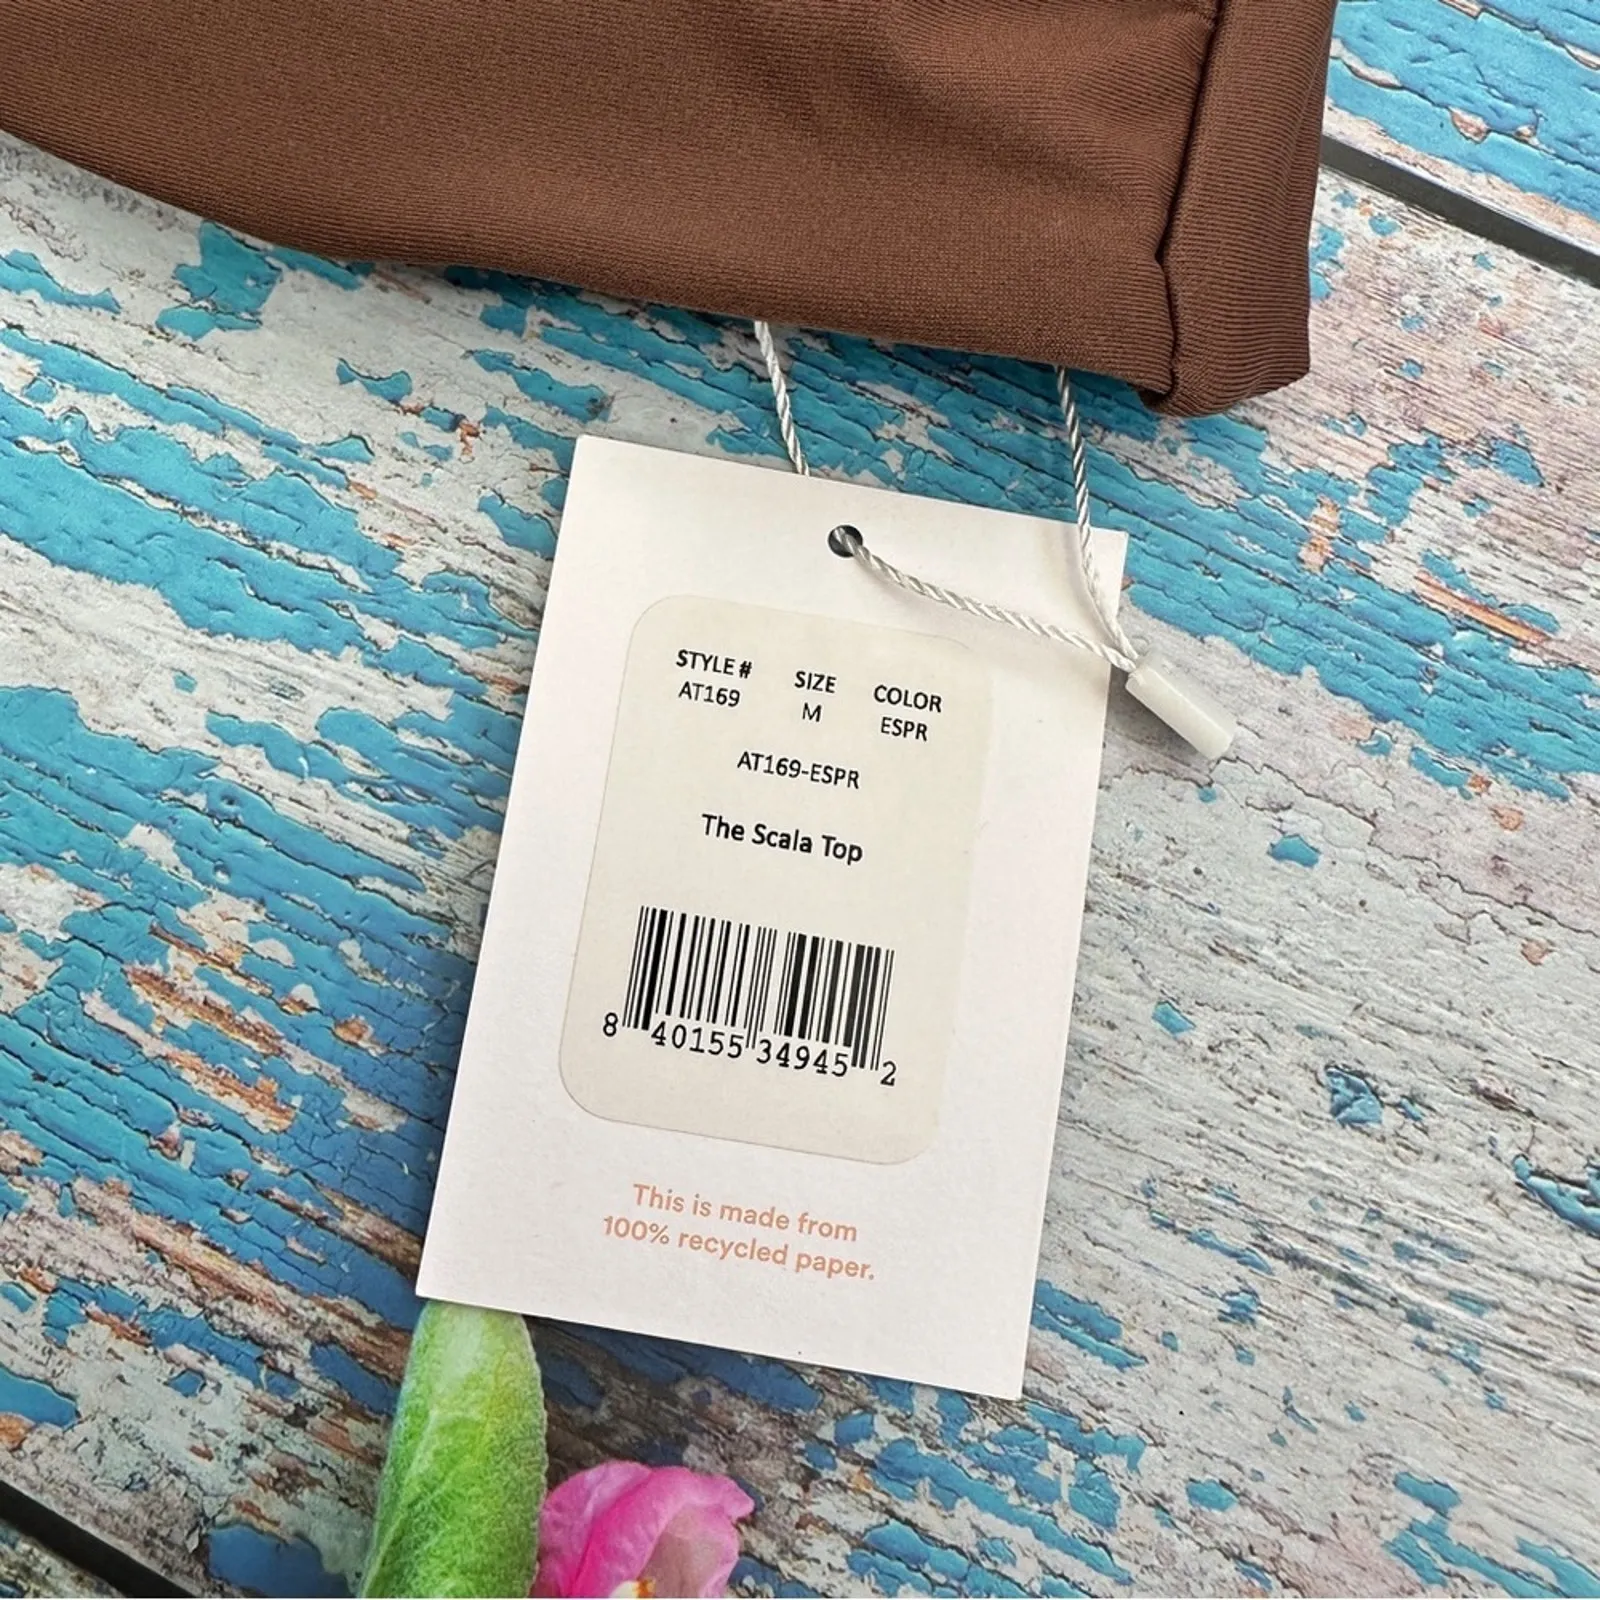 STYLE # SIZE COLOR
AT169 M ESPR
AT169-ESPR
The Scala Top
8 40155 34945 2
This is made from
100% recycled paper.